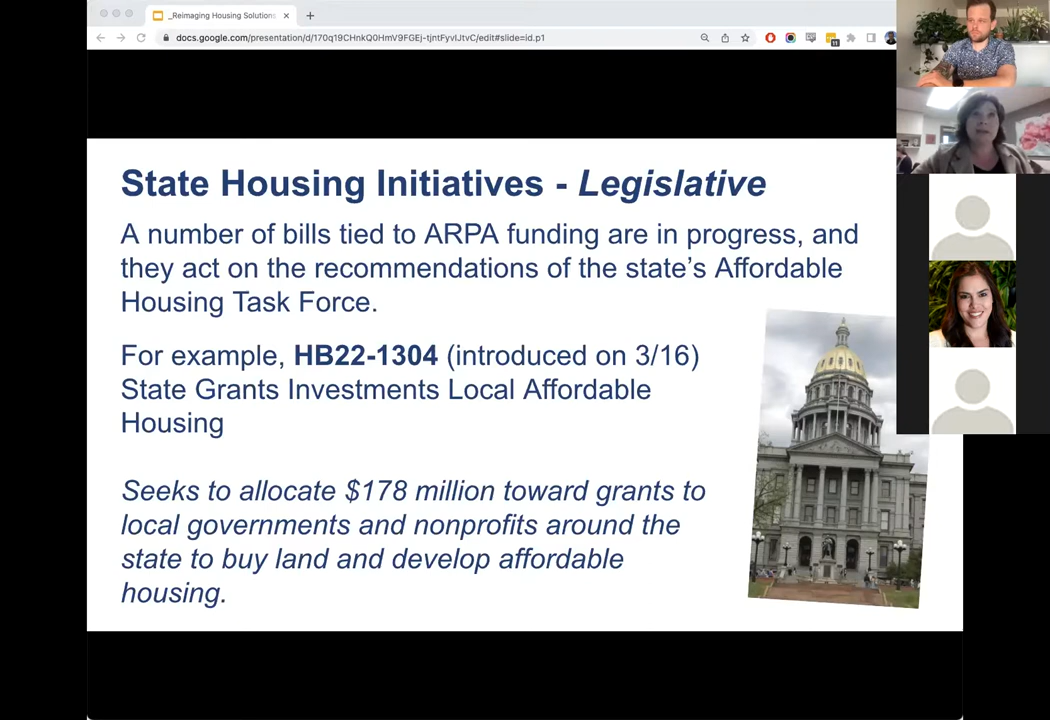 _Reimaging Housing Solutions
docs.google.com/presentation/d/170q19CHnkQ0HmV9FGEj-tjntFyvIJtvC/edit#slide=id.p1
11
State Housing Initiatives - Legislative
A number of bills tied to ARPA funding are in progress, and
they act on the recommendations of the state’s Affordable
Housing Task Force.
For example, HB22-1304 (introduced on 3/16)
State Grants Investments Local Affordable
Housing
Seeks to allocate $178 million toward grants to
local governments and nonprofits around the
state to buy land and develop affordable
housing.